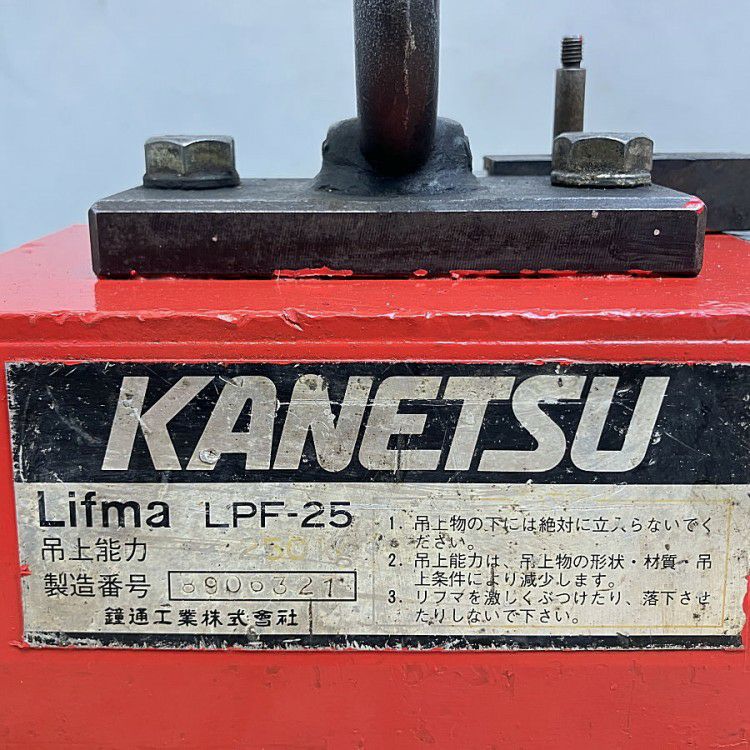 KANETSU
Lifma LPF-25
吊上能力 250 kg
製造番号 8906321
鐘通工業株式會社
1. 吊上物の下には絶対に立入らないでく
ださい。
2. 吊上能力は、吊上物の形状・材質・吊
上条件により減少します。
3. リフマを激しくぶつけたり、落下させ
たりしないで下さい。